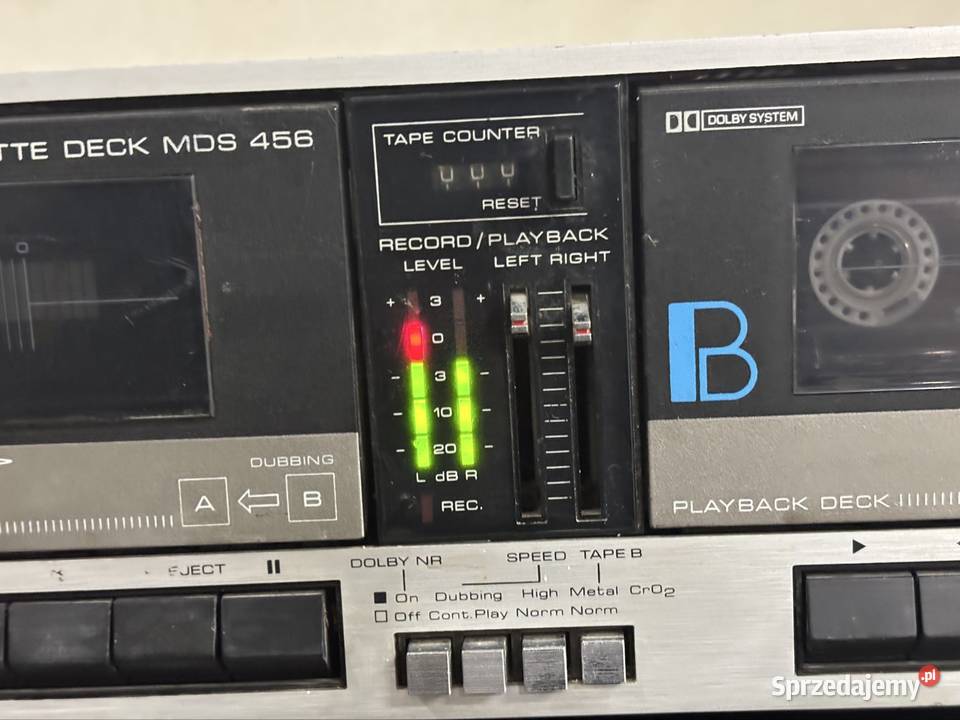 TTE DECK MDS 456
TAPE COUNTER
RESET
DOLBY SYSTEM
RECORD/PLAYBACK
LEVEL LEFT RIGHT
+ 3 +
0
- 3 -
- 10 -
- 20 -
L dB R
REC.
B
DUBBING
A B
PLAYBACK DECK
EJECT
DOLBY NR SPEED TAPE B
On Dubbing High Metal CrO2
Off Cont.Play Norm Norm
Sprzedajemy.pl